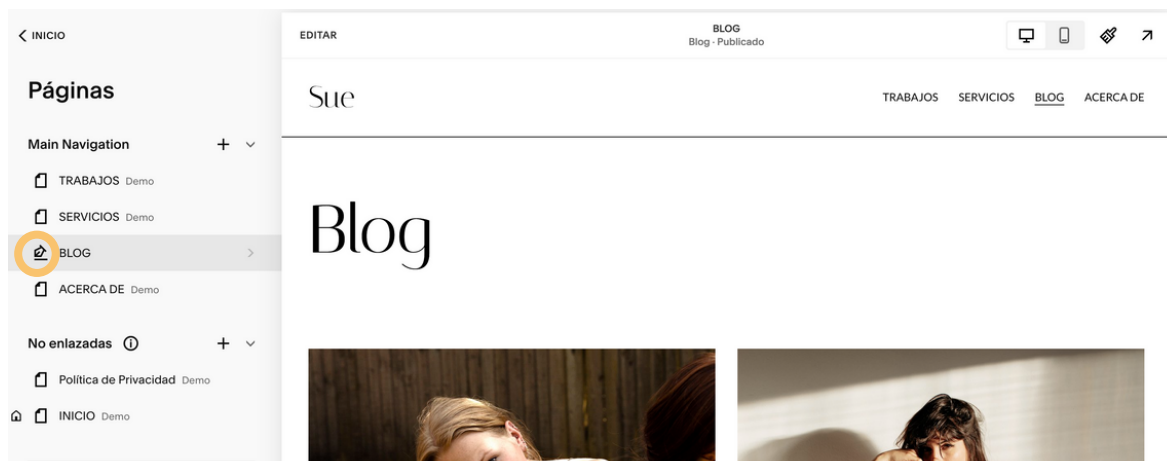 INICIO
Páginas
Main Navigation
TRABAJOS Demo
SERVICIOS Demo
BLOG
ACERCA DE Demo
No enlazadas
Política de Privacidad Demo
INICIO Demo
EDITAR
BLOG
Blog · Publicado
Sue
TRABAJOS SERVICIOS BLOG ACERCA DE
Blog